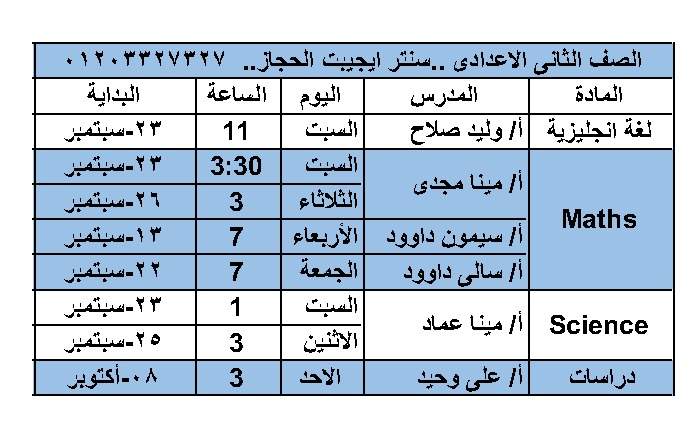 الصف الثانى الاعدادى ..سنتر ايجيبت الحجاز.. ٠١٢٠٣٣٢٧٣٢٧
المادة المدرس اليوم الساعة البداية
لغة انجليزية أ/ وليد صلاح السبت 11 ٢٣-سبتمبر
Maths أ/ مينا مجدى السبت 3:30 ٢٣-سبتمبر
الثلاثاء 3 ٢٦-سبتمبر
أ/ سيمون داوود الأربعاء 7 ١٣-سبتمبر
أ/ سالى داوود الجمعة 7 ٢٢-سبتمبر
Science أ/ مينا عماد السبت 1 ٢٣-سبتمبر
الاثنين 3 ٢٥-سبتمبر
دراسات أ/ على وحيد الاحد 3 ٠٨-أكتوبر